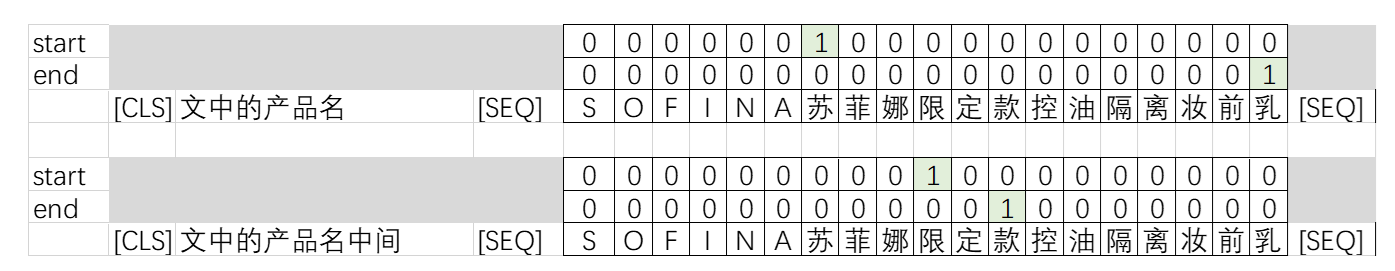 start 0 0 0 0 0 0 1 0 0 0 0 0 0 0 0 0 0 0 0
end 0 0 0 0 0 0 0 0 0 0 0 0 0 0 0 0 0 0 1
[CLS] 文中的产品名 [SEQ] S O F I N A 苏 菲 娜 限 定 款 控 油 隔 离 妆 前 乳 [SEQ]
start 0 0 0 0 0 0 0 0 0 1 0 0 0 0 0 0 0 0 0
end 0 0 0 0 0 0 0 0 0 0 0 1 0 0 0 0 0 0 0
[CLS] 文中的产品名中间 [SEQ] S O F I N A 苏 菲 娜 限 定 款 控 油 隔 离 妆 前 乳 [SEQ]